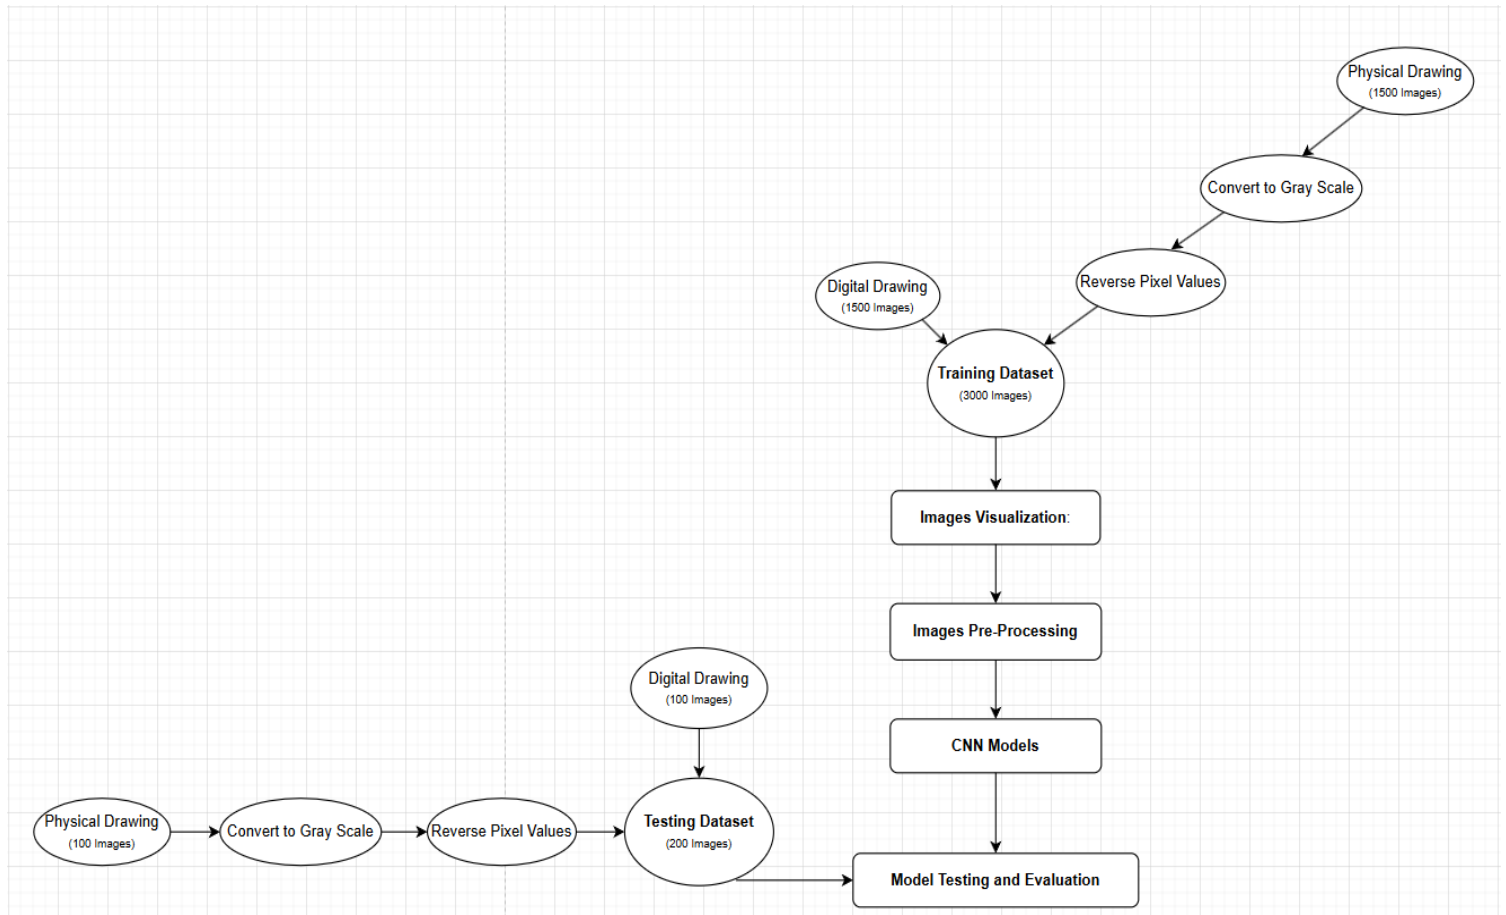 Physical Drawing
(1500 Images)
Convert to Gray Scale
Reverse Pixel Values
Digital Drawing
(1500 Images)
Training Dataset
(3000 Images)
Images Visualization:
Images Pre-Processing
Digital Drawing
(100 Images)
CNN Models
Physical Drawing
(100 Images)
Convert to Gray Scale
Reverse Pixel Values
Testing Dataset
(200 Images)
Model Testing and Evaluation